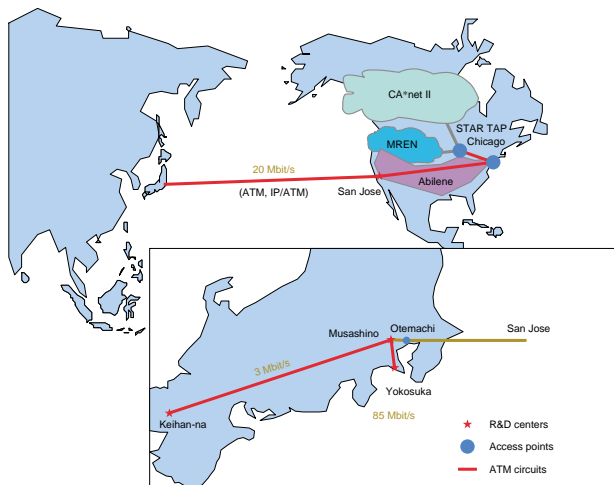 CA*net II
STAR TAP
Chicago
MREN
20 Mbit/s
Abilene
(ATM, IP/ATM)
San Jose
Musashino
Otemachi
San Jose
3 Mbit/s
Yokosuka
85 Mbit/s
Keihan-na
R&D centers
Access points
ATM circuits